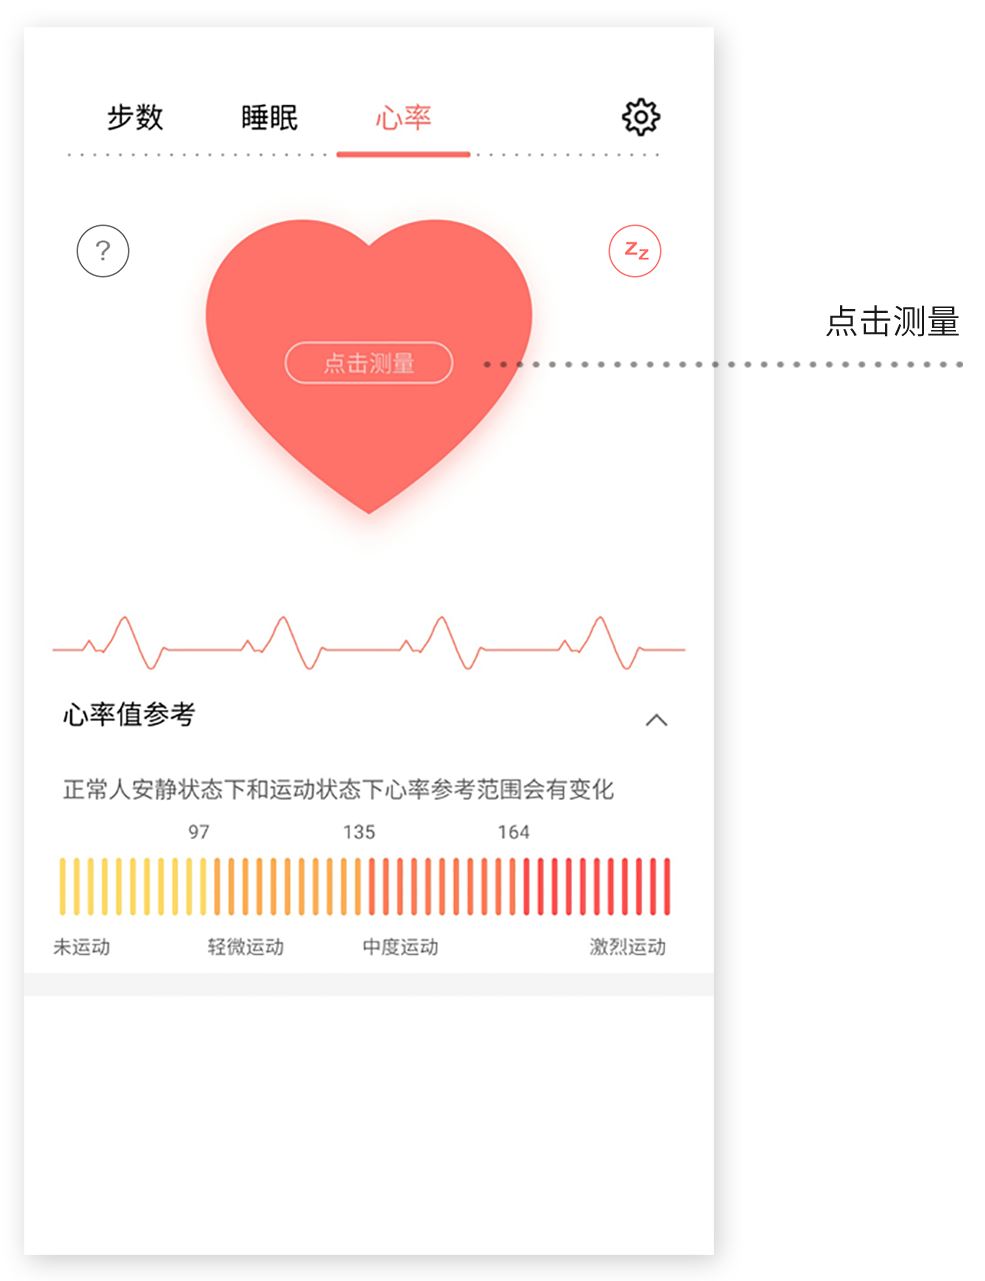 步数 睡眠 心率
? zz
点击测量
点击测量
心率值参考
正常人安静状态下和运动状态下心率参考范围会有变化
97 135 164
未运动 轻微运动 中度运动 激烈运动